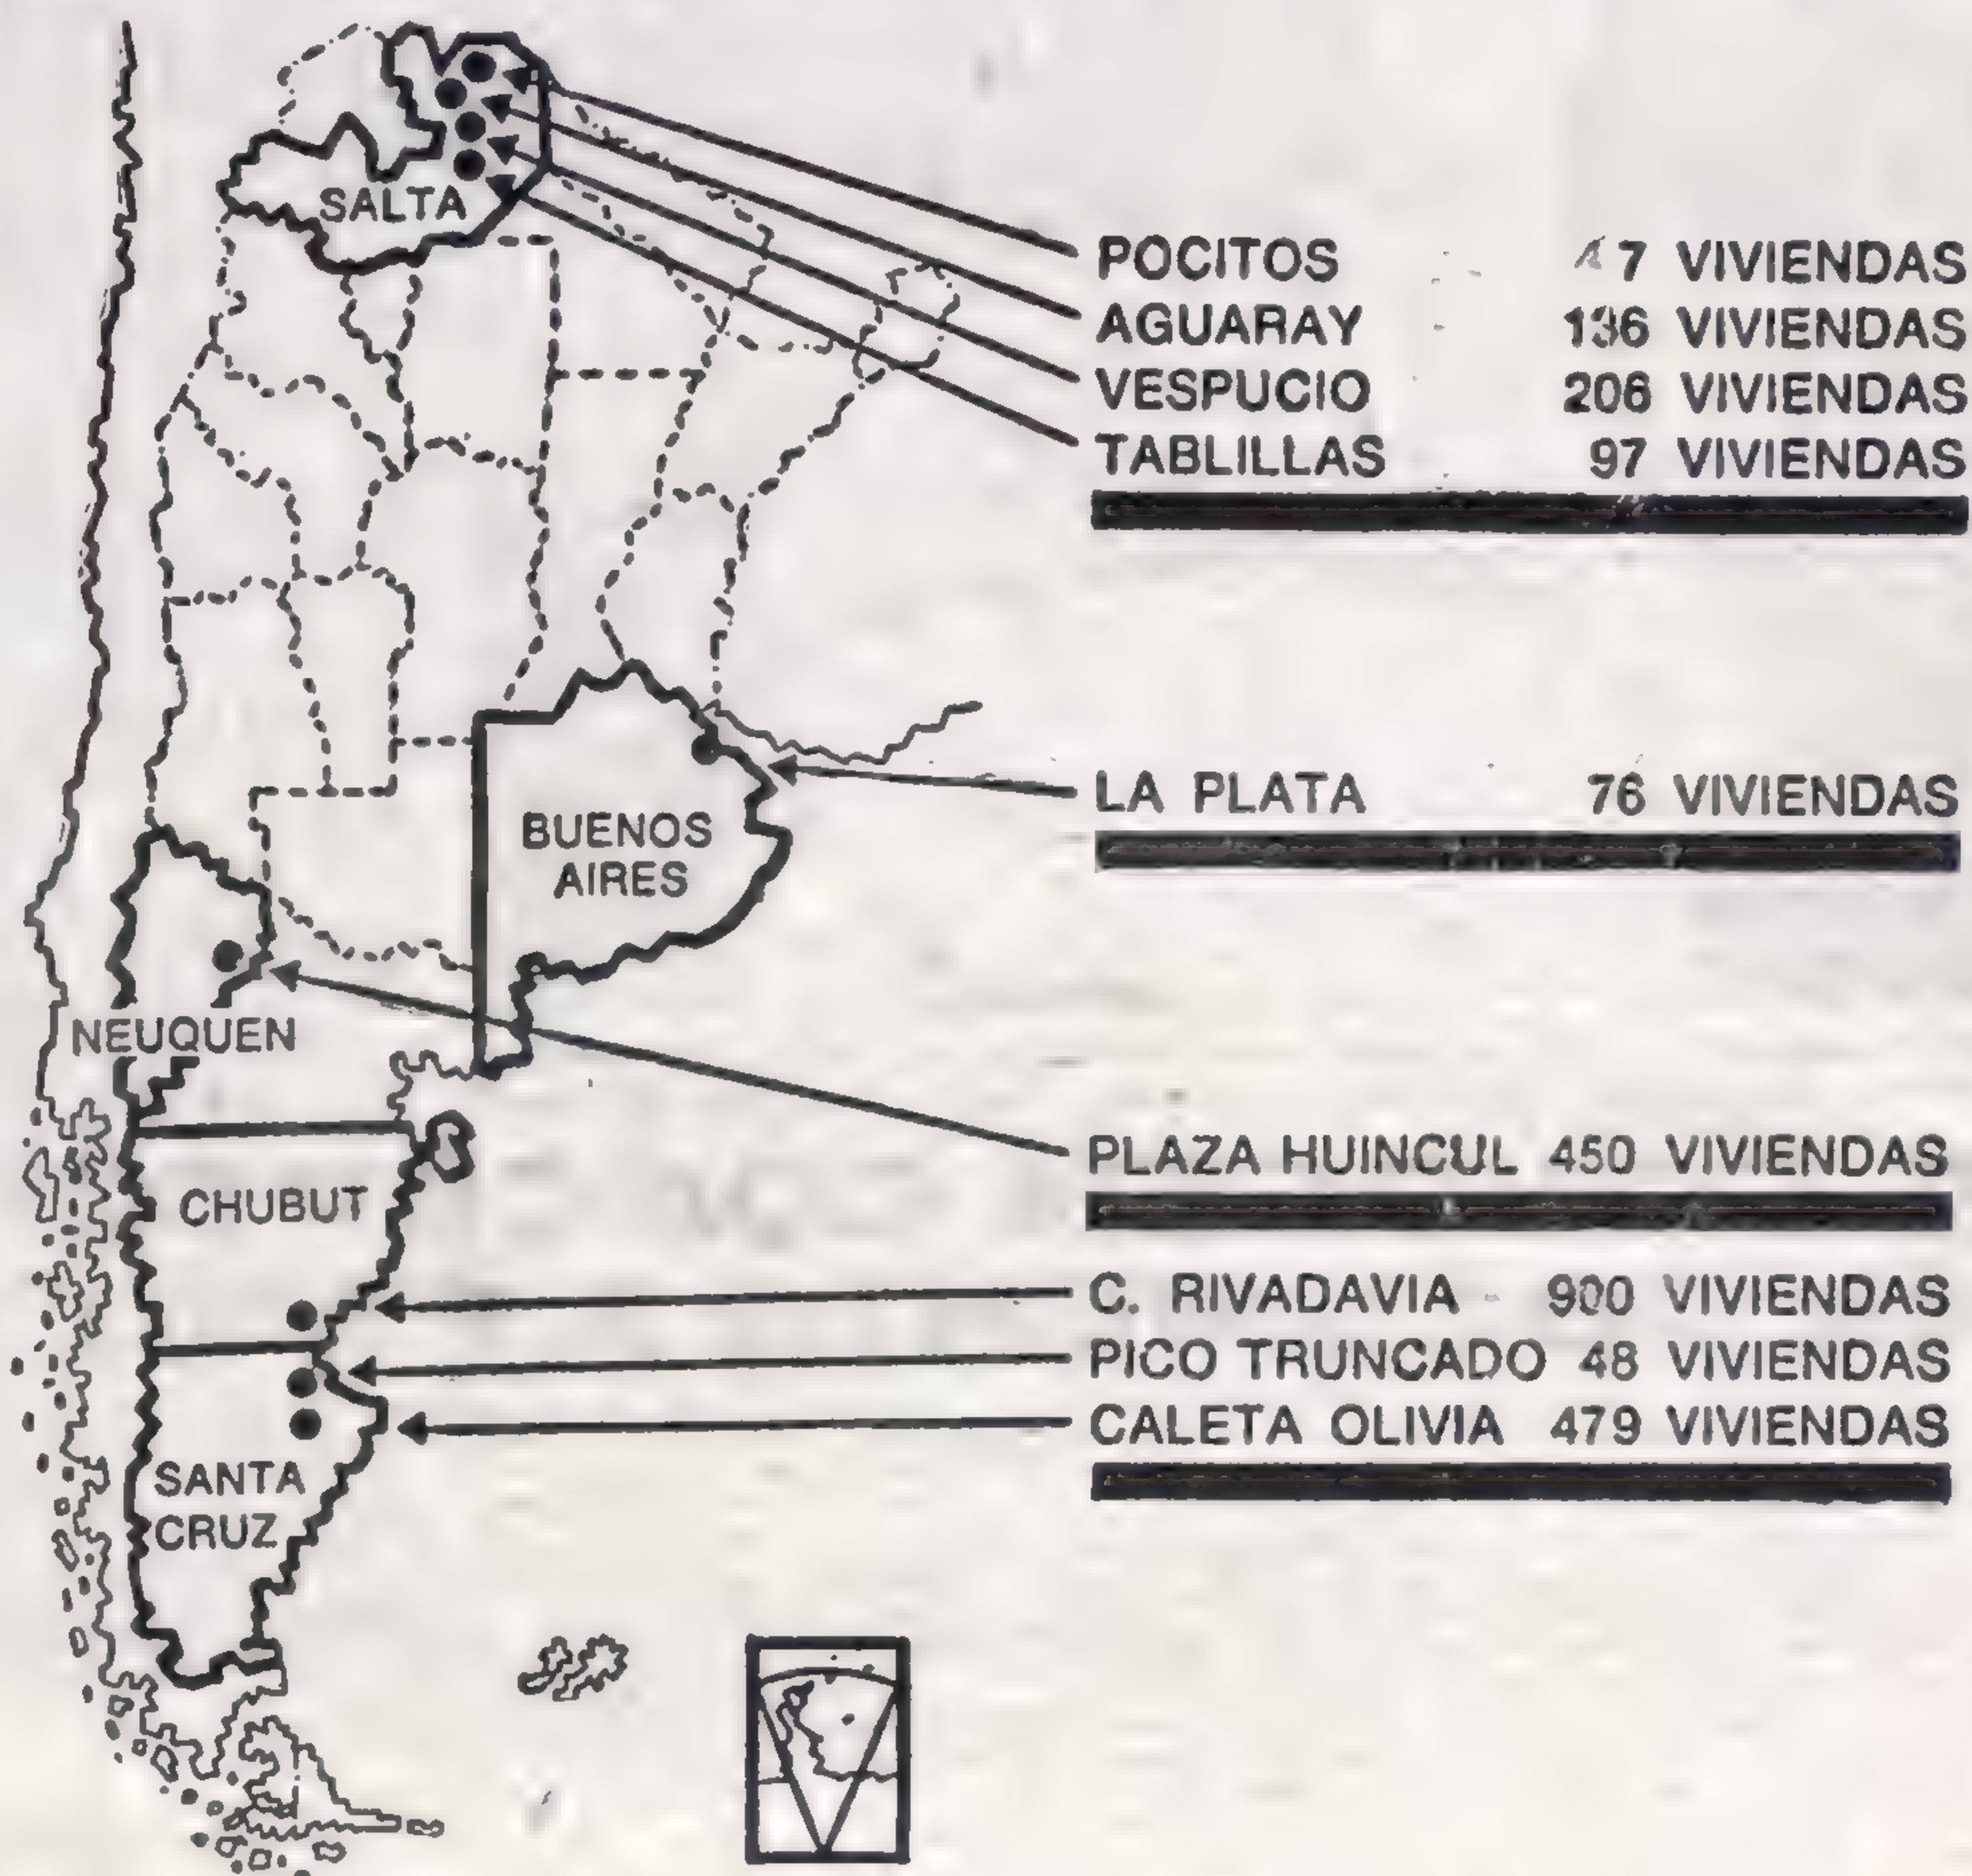 SALTA
POCITOS 7 VIVIENDAS
AGUARAY 136 VIVIENDAS
VESPUCIO 206 VIVIENDAS
TABLILLAS 97 VIVIENDAS
LA PLATA 76 VIVIENDAS
BUENOS
AIRES
NEUQUEN
PLAZA HUINCUL 450 VIVIENDAS
CHUBUT
C. RIVADAVIA - 900 VIVIENDAS
PICO TRUNCADO 48 VIVIENDAS
CALETA OLIVIA 479 VIVIENDAS
SANTA
CRUZ